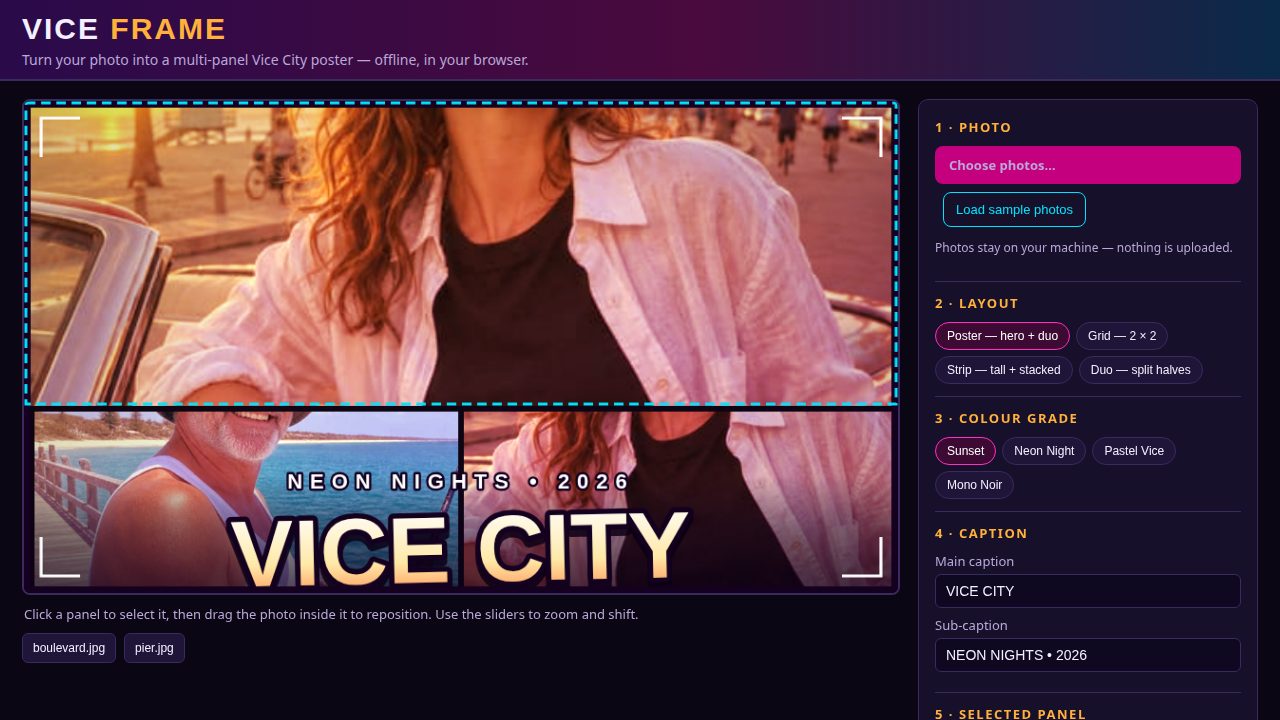 VICE FRAME
Turn your photo into a multi-panel Vice City poster — offline, in your browser.
NEON NIGHTS • 2026
VICE CITY
Click a panel to select it, then drag the photo inside it to reposition. Use the sliders to zoom and shift.
boulevard.jpg pier.jpg
1 · PHOTO
Choose photos...
Load sample photos
Photos stay on your machine — nothing is uploaded.
2 · LAYOUT
Poster — hero + duo Grid — 2 × 2
Strip — tall + stacked Duo — split halves
3 · COLOUR GRADE
Sunset Neon Night Pastel Vice
Mono Noir
4 · CAPTION
Main caption
VICE CITY
Sub-caption
NEON NIGHTS • 2026
5 · SELECTED PANEL